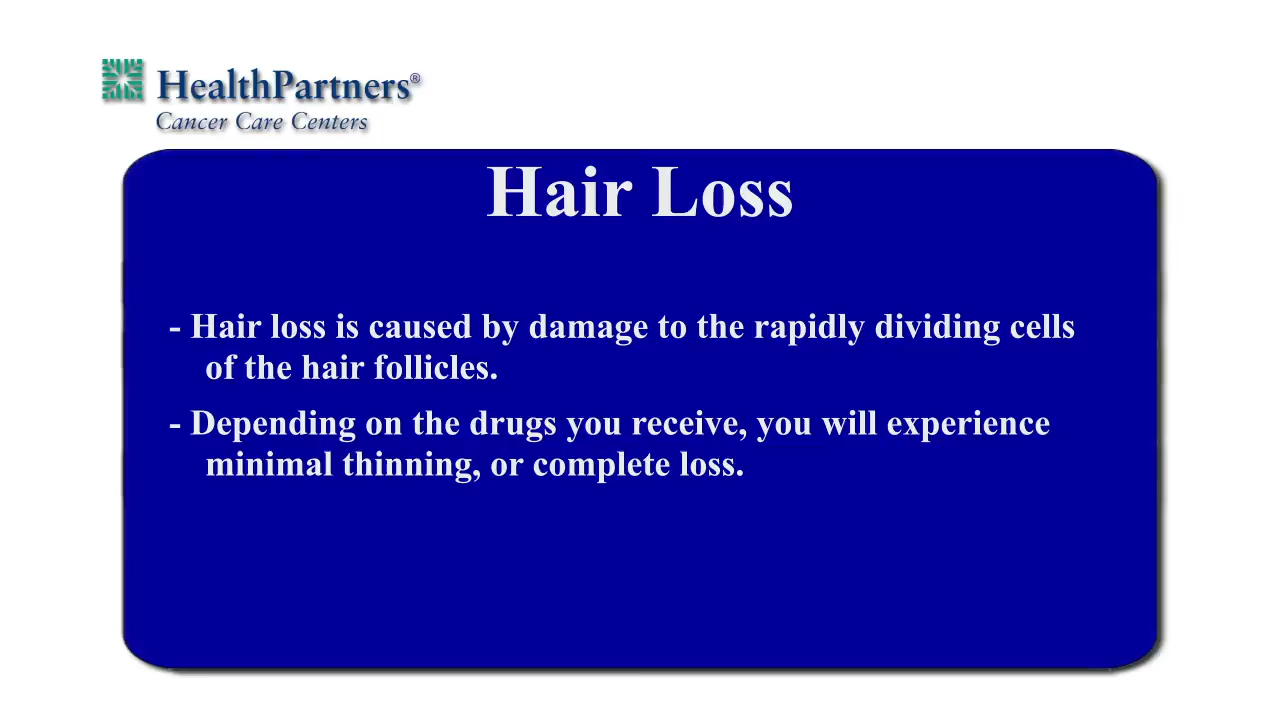 HealthPartners®
Cancer Care Centers
Hair Loss
- Hair loss is caused by damage to the rapidly dividing cells
of the hair follicles.
- Depending on the drugs you receive, you will experience
minimal thinning, or complete loss.